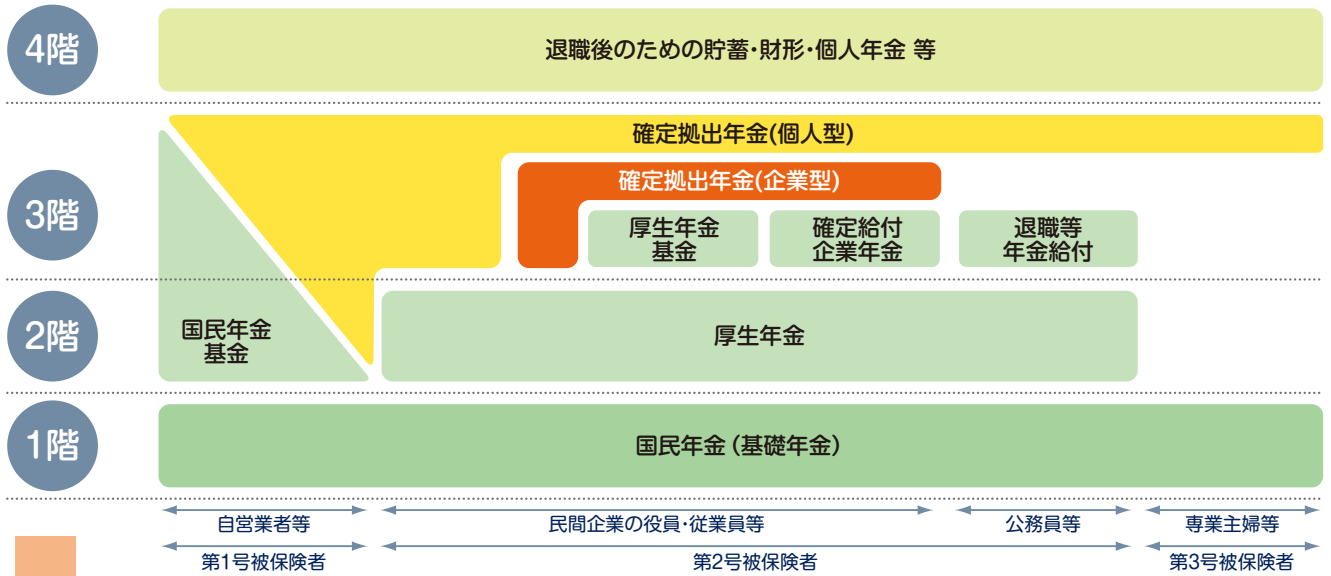 4階
退職後のための貯蓄・財形・個人年金 等
確定拠出年金(個人型)
3階
確定拠出年金(企業型)
厚生年金
基金
確定給付
企業年金
退職等
年金給付
2階
国民年金
基金
厚生年金
1階
国民年金 (基礎年金)
自営業者等
民間企業の役員・従業員等
公務員等
専業主婦等
第1号被保険者
第2号被保険者
第3号被保険者